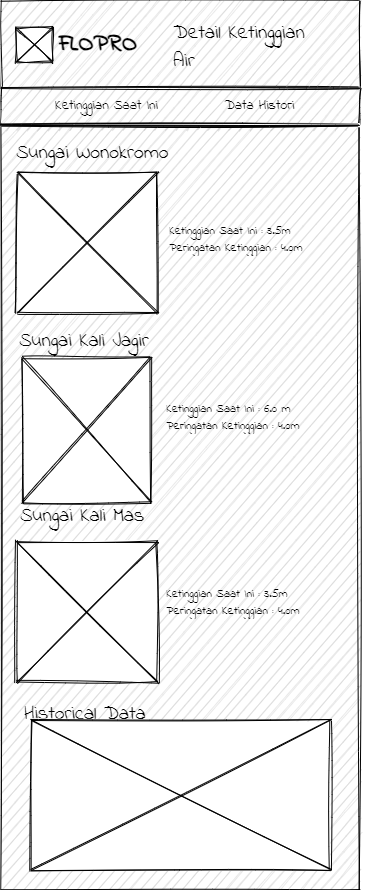 FLOPRO
Detail Ketinggian
Air
Ketinggian Saat Ini
Data Histori
Sungai Wonokromo
Ketinggian Saat Ini : 3.5m
Peringatan Ketinggian : 4.0m
Sungai Kali Jagir
Ketinggian Saat Ini : 6.0 m
Peringatan Ketinggian : 4.0m
Sungai Kali Mas
Ketinggian Saat Ini : 3.5m
Peringatan Ketinggian : 4.0m
Historical Data